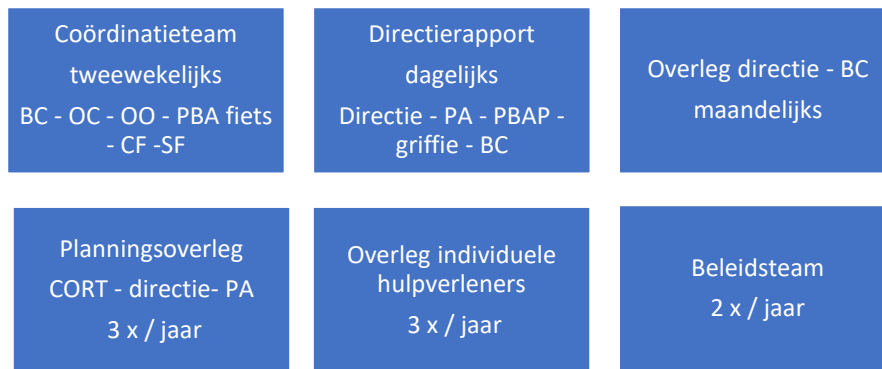 Coördinatieteam
tweewekelijks
BC - OC - OO - PBA fiets
- CF -SF
Directierapport
dagelijks
Directie - PA - PBAP -
griffie - BC
Overleg directie - BC
maandelijks
Planningsoverleg
CORT - directie- PA
3 x / jaar
Overleg individuele
hulpverleners
3 x / jaar
Beleidsteam
2 x / jaar